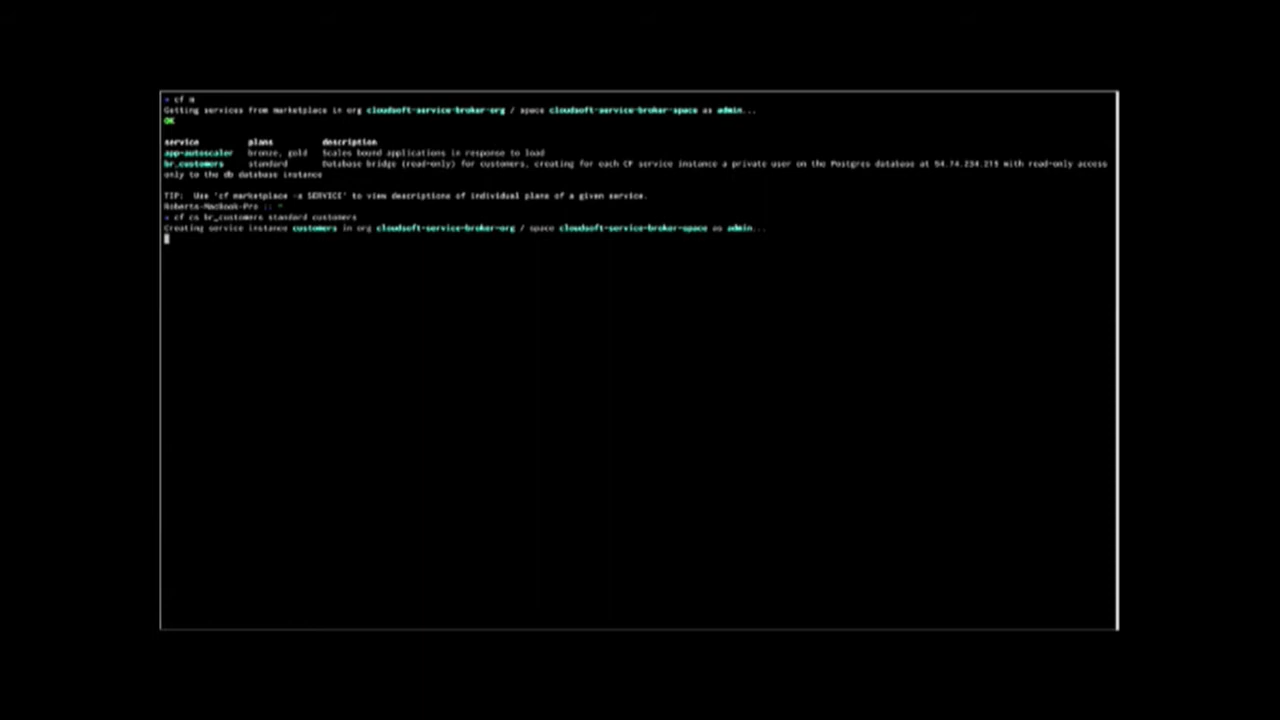 cf m
Getting services from marketplace in org cloudsoft-service-broker-org / space cloudsoft-service-broker-space as admin...
OK
service plans description
app-autoscaler bronze, gold Scales bound applications in response to load
br_customers standard Database bridge (read-only) for customers, creating for each CF service instance a private user on the Postgres database at 54.74.234.215 with read-only access
only to the db database instance
TIP: Use 'cf marketplace -s SERVICE' to view descriptions of individual plans of a given service.
Roberts-MacBook-Pro :: ~
cf cs br_customers standard customers
Creating service instance customers in org cloudsoft-service-broker-org / space cloudsoft-service-broker-space as admin...